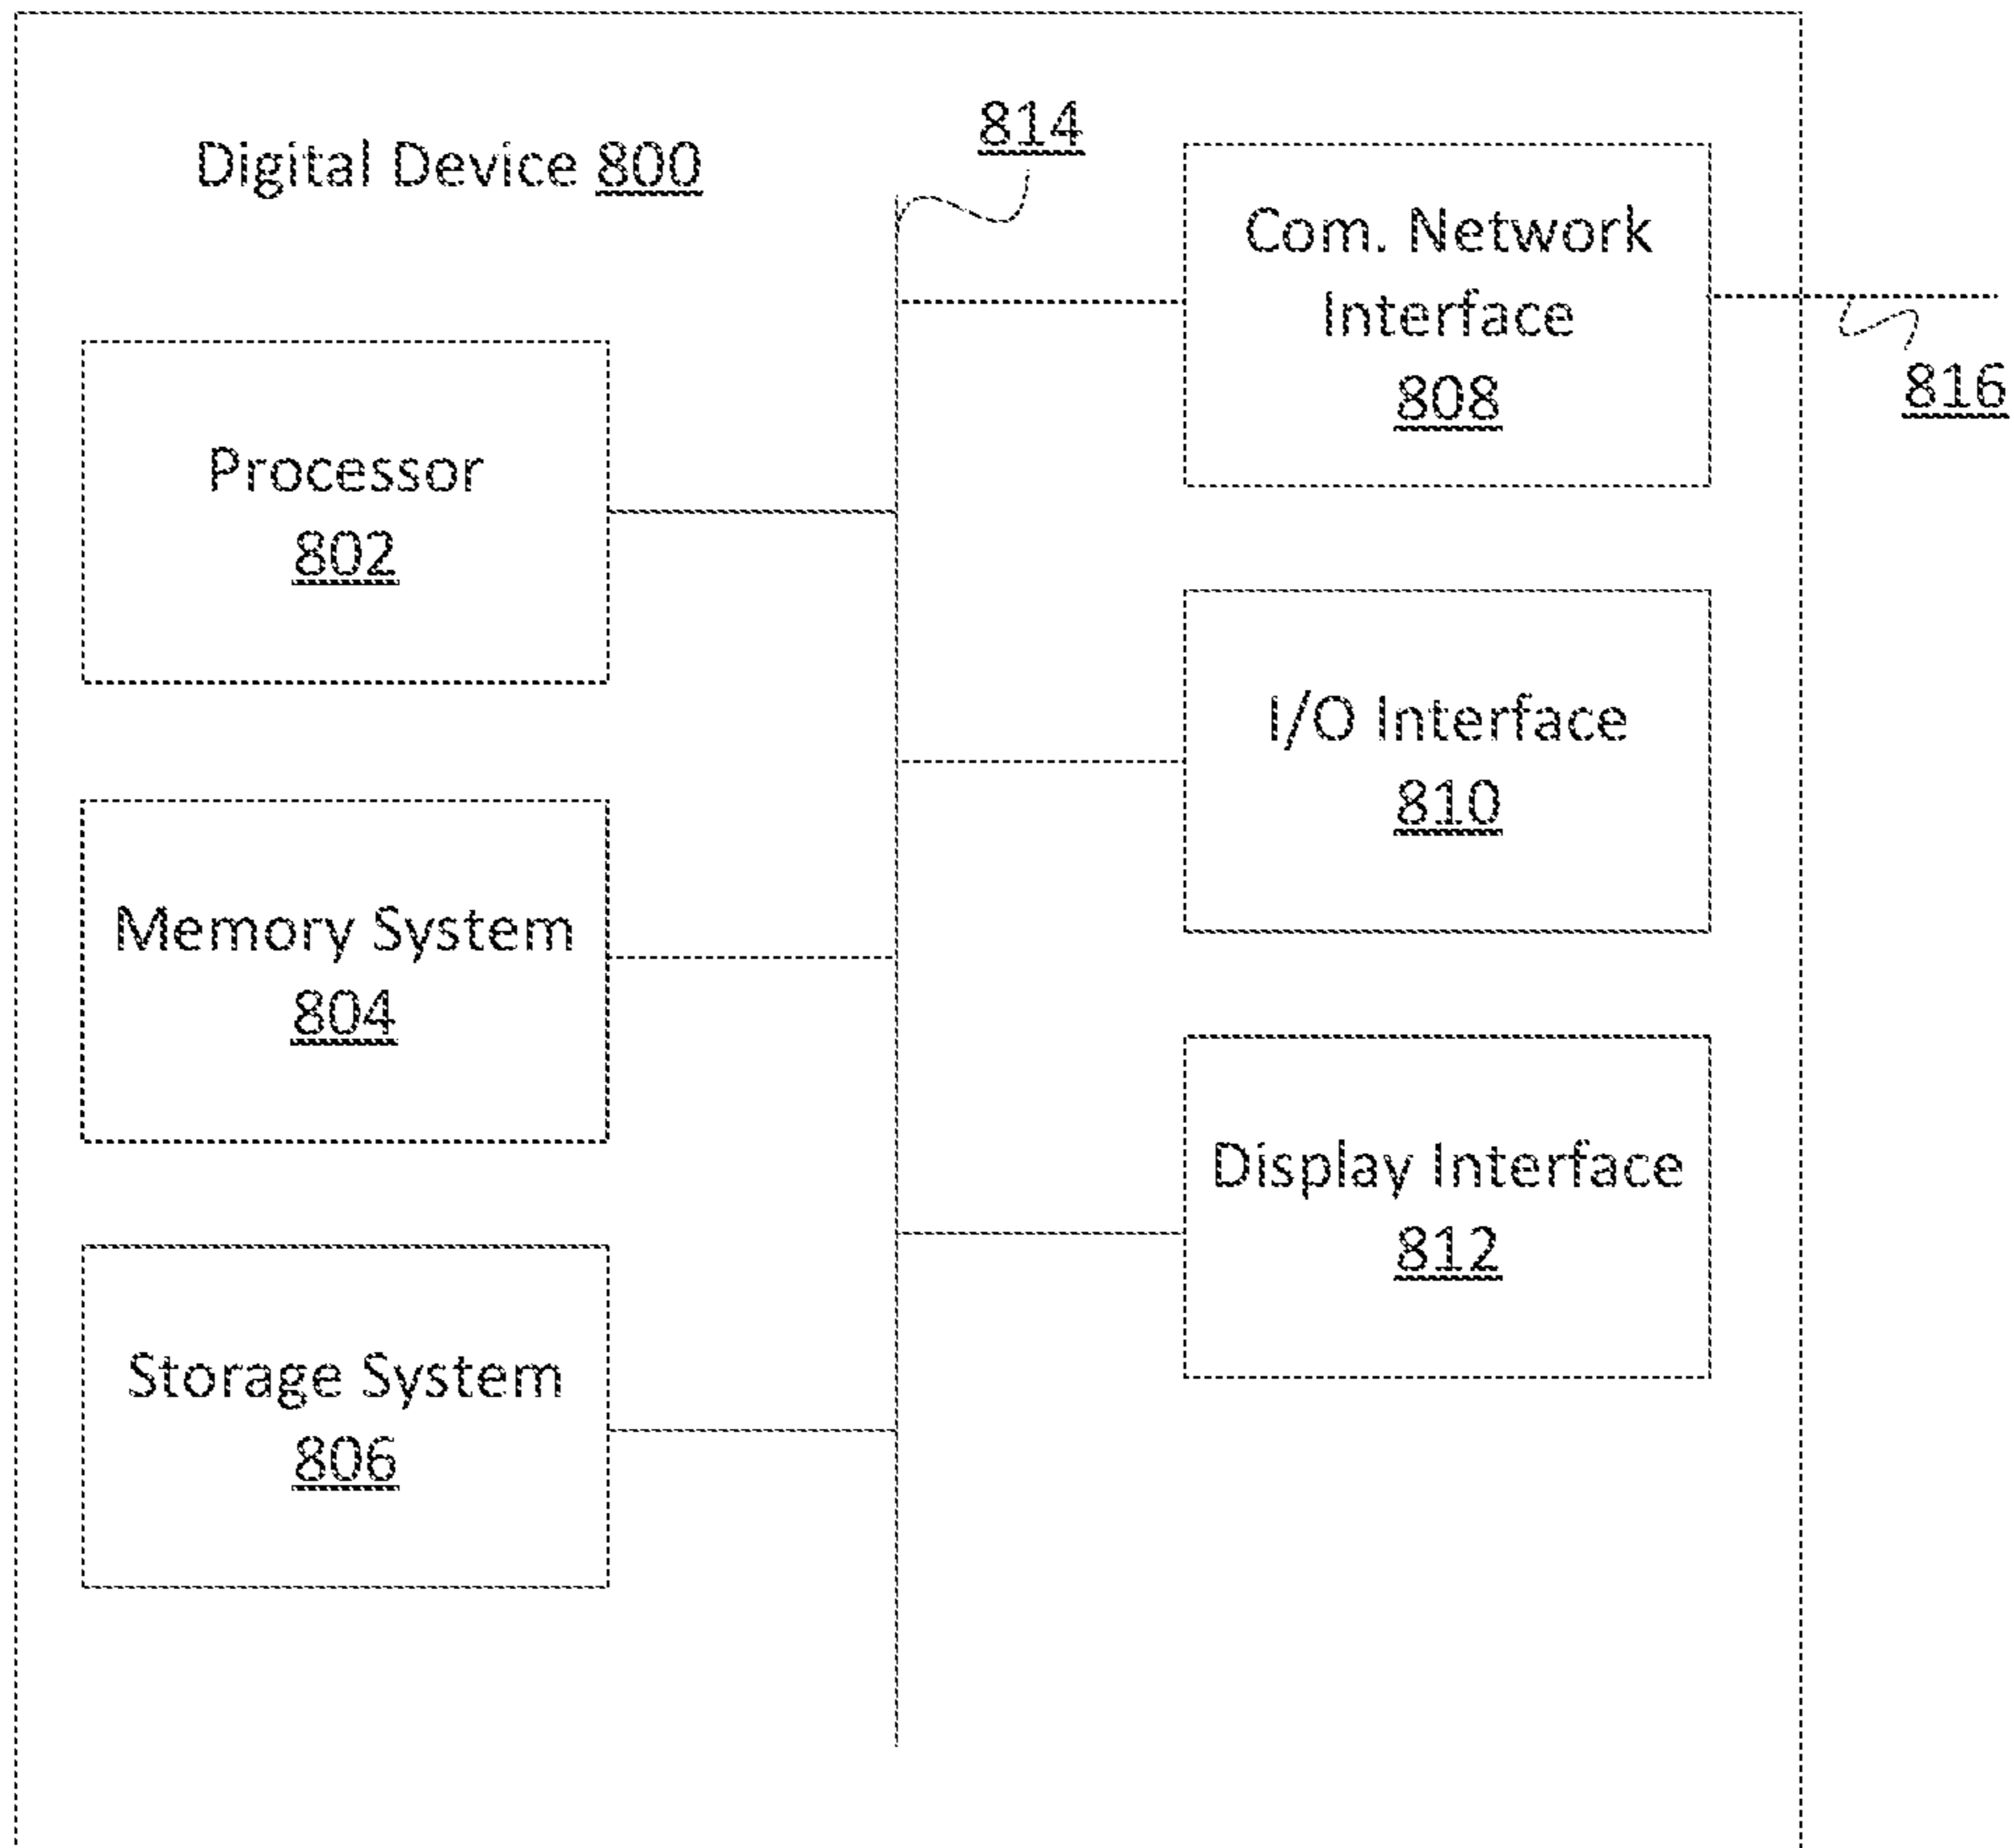 Digital Device 800
814
Com. Network
Interface
808
816
Processor
802
I/O Interface
810
Memory System
804
Display Interface
812
Storage System
806